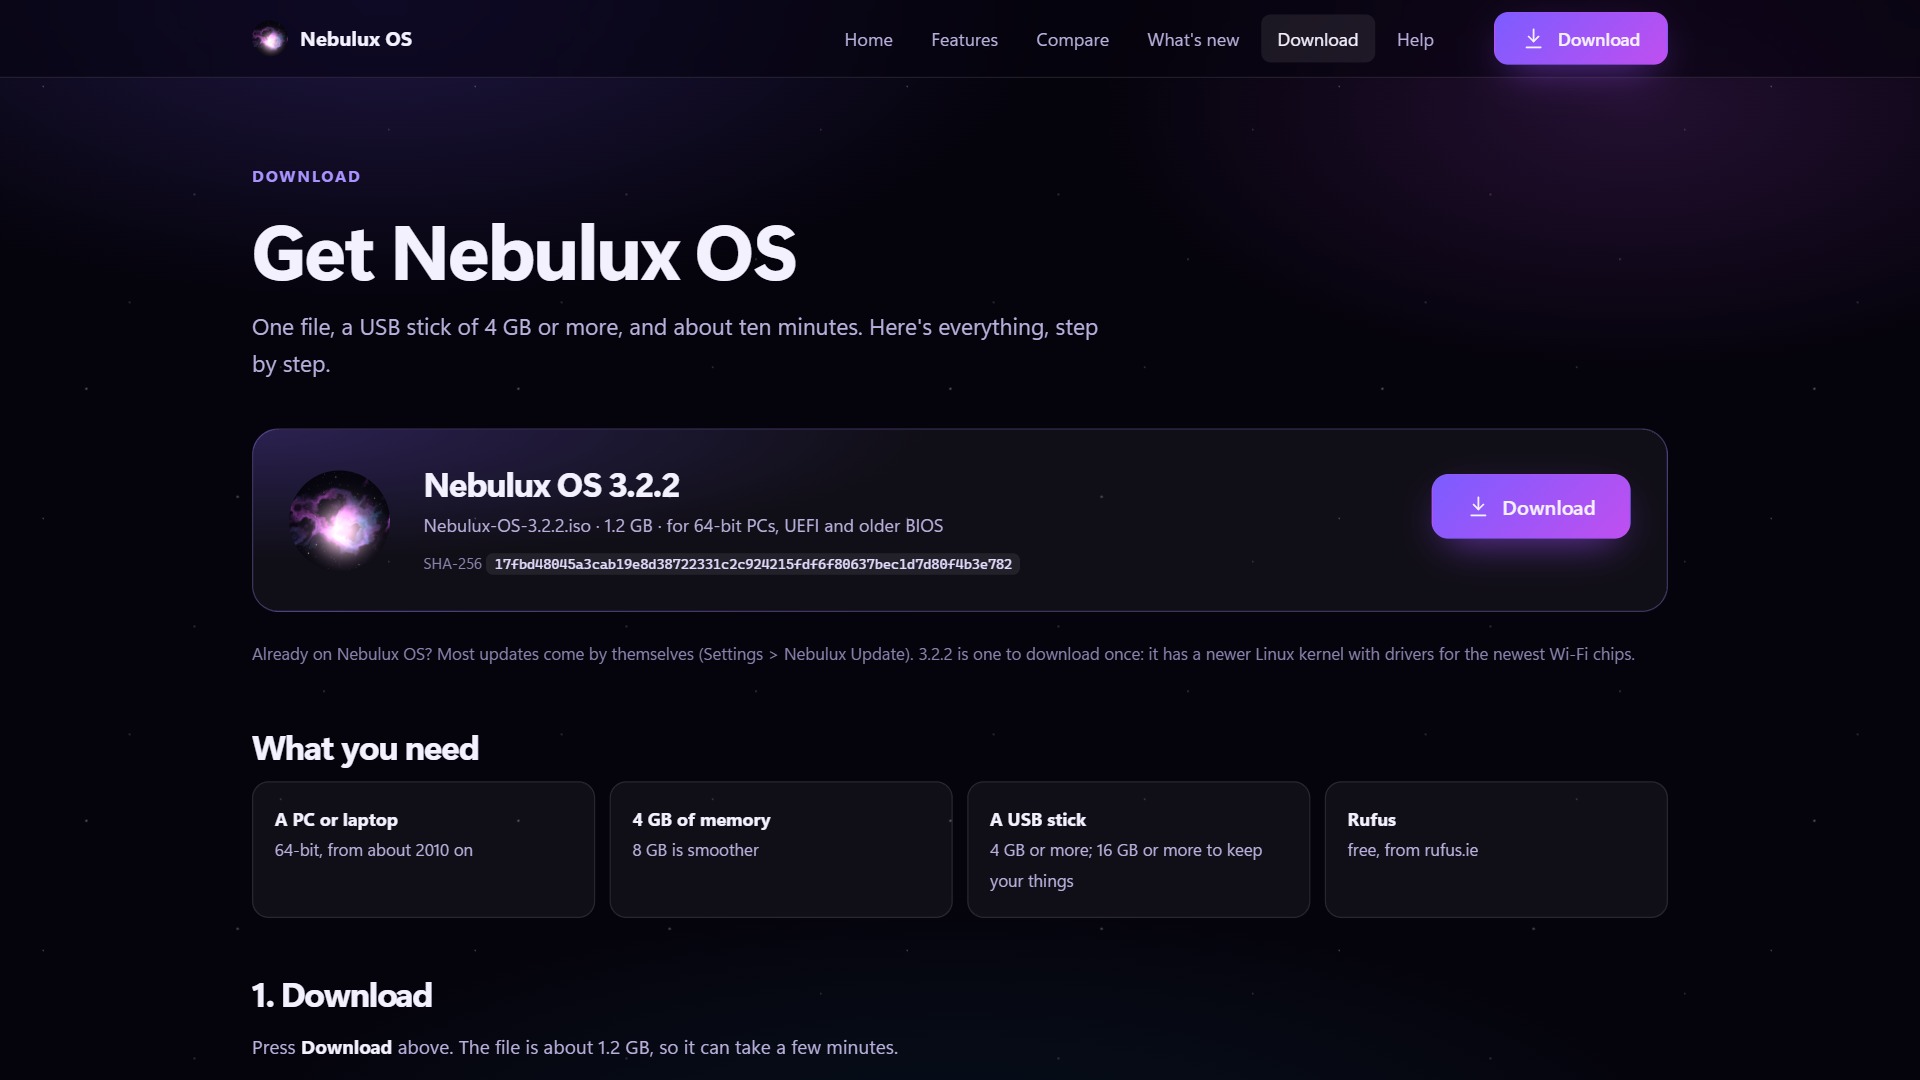 Nebulux OS
Home
Features
Compare
What's new
Download
Help
Download
DOWNLOAD
Get Nebulux OS
One file, a USB stick of 4 GB or more, and about ten minutes. Here's everything, step
by step.
Nebulux OS 3.2.2
Nebulux-OS-3.2.2.iso · 1.2 GB · for 64-bit PCs, UEFI and older BIOS
SHA-256 17fbd48045a3cab19e8d38722331c2c924215fdf6f80637bec1d7d80f4b3e782
Download
Already on Nebulux OS? Most updates come by themselves (Settings > Nebulux Update). 3.2.2 is one to download once: it has a newer Linux kernel with drivers for the newest Wi-Fi chips.
What you need
A PC or laptop
64-bit, from about 2010 on
4 GB of memory
8 GB is smoother
A USB stick
4 GB or more; 16 GB or more to keep
your things
Rufus
free, from rufus.ie
1. Download
Press Download above. The file is about 1.2 GB, so it can take a few minutes.